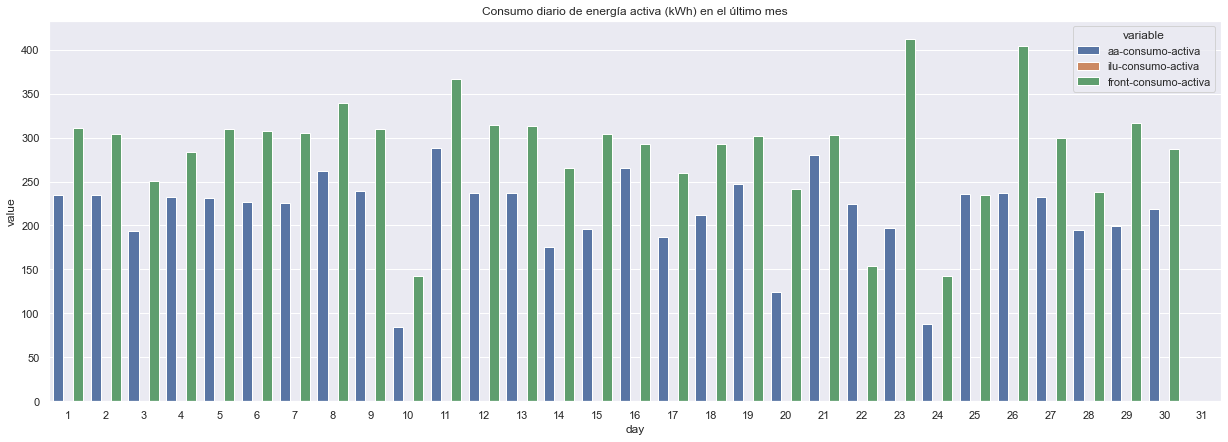 Consumo diario de energía activa (kWh) en el último mes
variable
aa-consumo-activa
ilu-consumo-activa
front-consumo-activa
400
350
300
250
200
150
100
50
0
value
1 2 3 4 5 6 7 8 9 10 11 12 13 14 15 16 17 18 19 20 21 22 23 24 25 26 27 28 29 30 31
day